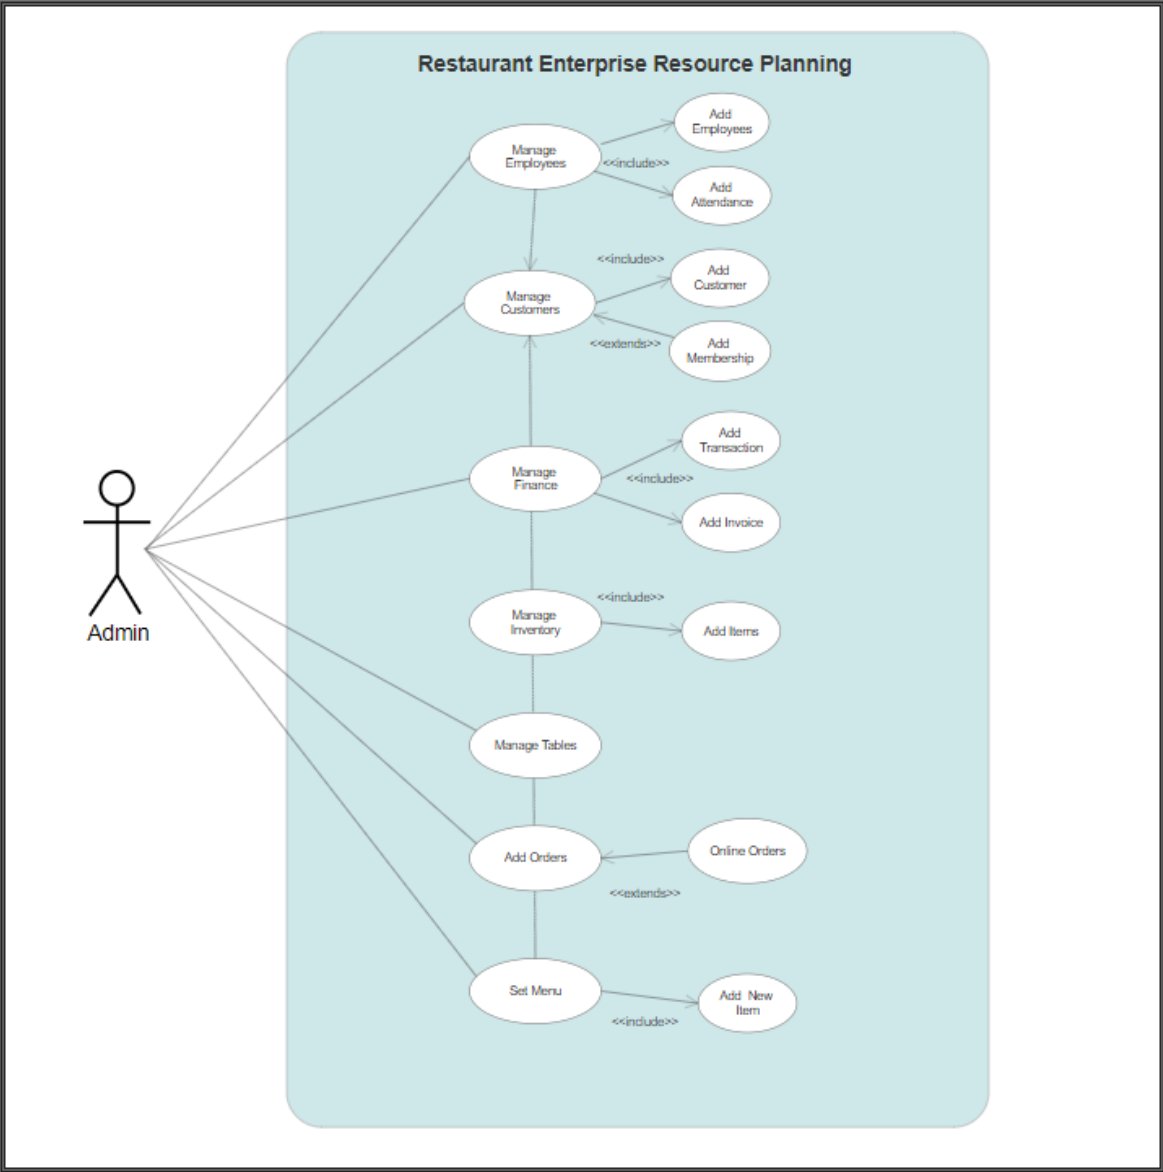 Restaurant Enterprise Resource Planning
Add
Employees
Manage
Employees
<<include>>
Add
Attendance
<<include>>
Add
Customer
Manage
Customers
<<extends>>
Add
Membership
Add
Transaction
Manage
Finance
<<include>>
Add Invoice
<<include>>
Manage
Inventory
Add Items
Admin
Manage Tables
Add Orders
Online Orders
<<extends>>
Set Menu
Add New
Item
<<include>>